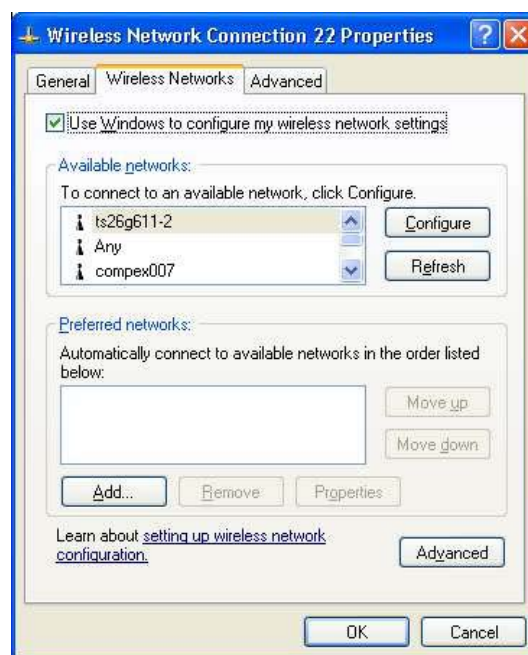 Wireless Network Connection 22 Properties
General Wireless Networks Advanced
Use Windows to configure my wireless network settings
Available networks:
To connect to an available network, click Configure.
ts26g611-2
Any
compex007
Configure
Refresh
Preferred networks:
Automatically connect to available networks in the order listed
below:
Move up
Move down
Add... Remove Properties
Learn about setting up wireless network
configuration.
Advanced
OK Cancel